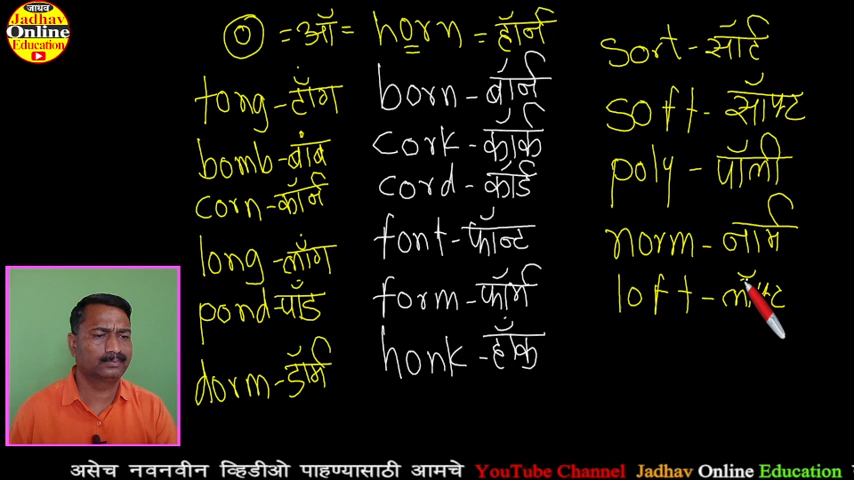 जाधव
Jadhav
Online
Education
o = ऑ = horn = हॉर्न
tong - टाँग
bomb - बांब
corn - कॉर्न
long - लाँग
pond - पाँड
dorm - डॉर्म
born - बॉर्न
cork - कॉर्क
cord - कॉर्ड
font - फॉन्ट
form - फॉर्म
honk - हाँक
sort - सॉर्ट
soft - सॉफ्ट
poly - पॉली
norm - नॉर्म
loft - लॉफ्ट
असेच नवनवीन व्हिडीओ पाहण्यासाठी आमचे YouTube Channel Jadhav Online Education